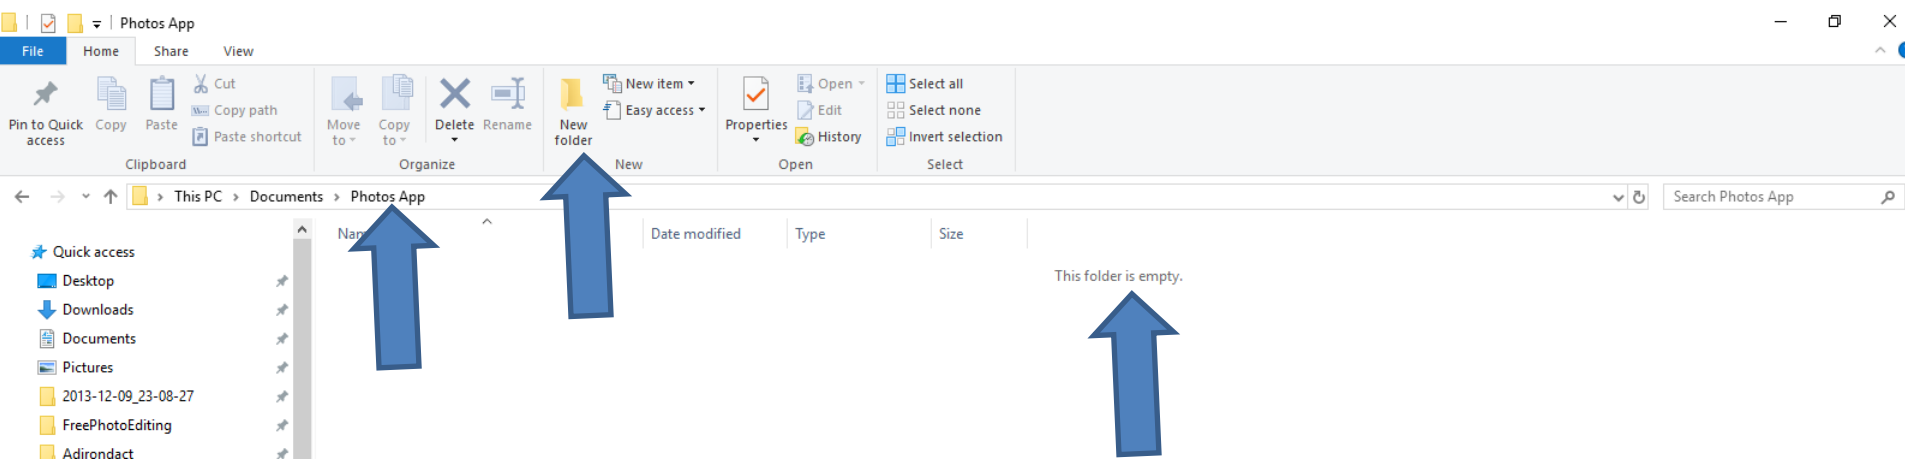 Photos App
File Home Share View
Pin to Quick access
Copy
Paste
Cut
Copy path
Paste shortcut
Clipboard
Move to
Copy to
Delete
Rename
Organize
New folder
New item
Easy access
New
Properties
Open
Edit
History
Open
Select all
Select none
Invert selection
Select
This PC > Documents > Photos App
Search Photos App
Date modified Type Size
This folder is empty.
Quick access
Desktop
Downloads
Documents
Pictures
2013-12-09_23-08-27
FreePhotoEditing
Adirondact